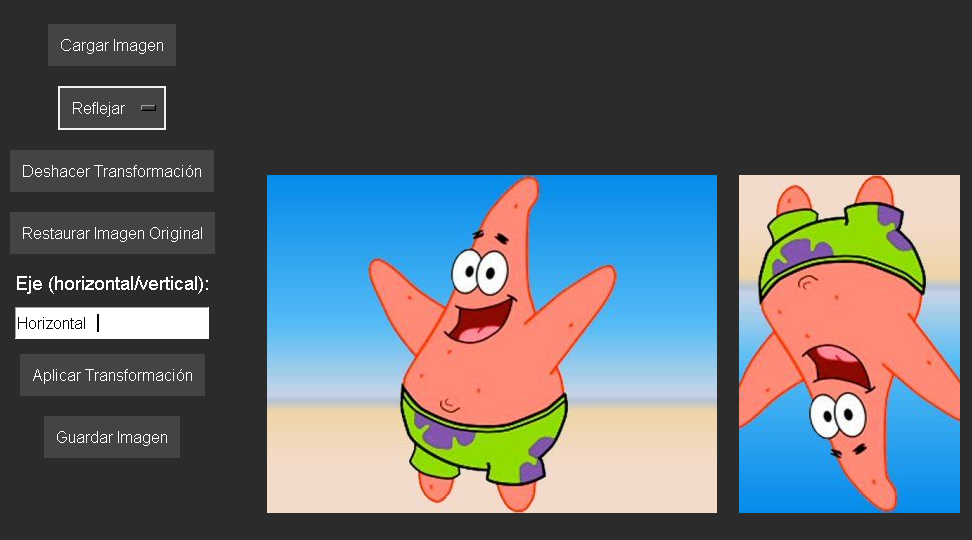 Cargar Imagen
Reflejar
Deshacer Transformación
Restaurar Imagen Original
Eje (horizontal/vertical):
Horizontal
Aplicar Transformación
Guardar Imagen